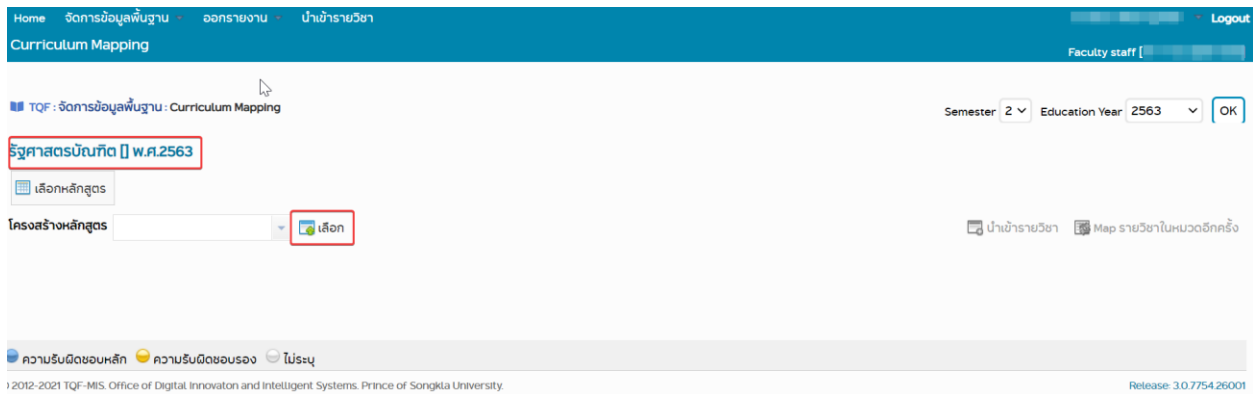 Home จัดการข้อมูลพื้นฐาน ออกรายงาน นำเข้ารายวิชา Logout
Curriculum Mapping
Faculty staff [
TQF : จัดการข้อมูลพื้นฐาน : Curriculum Mapping
Semester 2 Education Year 2563 OK
รัฐศาสตรบัณฑิต [] พ.ศ.2563
เลือกหลักสูตร
โครงสร้างหลักสูตร เลือก นำเข้ารายวิชา Map รายวิชาในหมวดอีกครั้ง
ความรับผิดชอบหลัก ความรับผิดชอบรอง ไม่ระบุ
2012-2021 TQF-MIS. Office of Digital Innovaton and Intelligent Systems. Prince of Songkla University. Release: 3.0.7754.26001